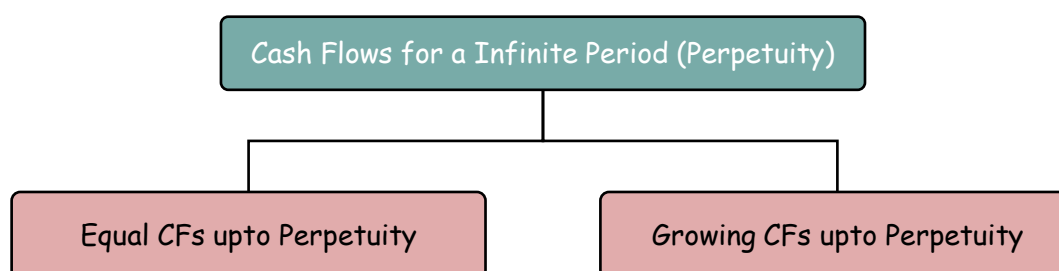 Cash Flows for a Infinite Period (Perpetuity)
Equal CFs upto Perpetuity
Growing CFs upto Perpetuity